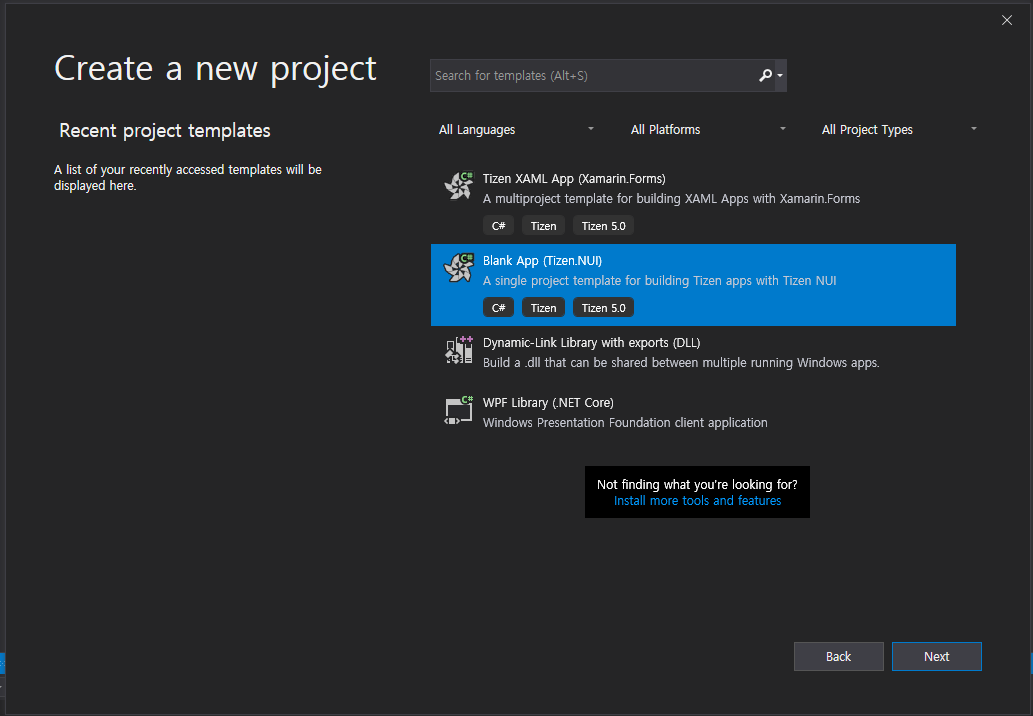 Create a new project
Search for templates (Alt+S)
Recent project templates
A list of your recently accessed templates will be
displayed here.
All Languages
All Platforms
All Project Types
C#
Tizen XAML App (Xamarin.Forms)
A multiproject template for building XAML Apps with Xamarin.Forms
C# Tizen Tizen 5.0
C#
Blank App (Tizen.NUI)
A single project template for building Tizen apps with Tizen NUI
C# Tizen Tizen 5.0
++
Dynamic-Link Library with exports (DLL)
Build a .dll that can be shared between multiple running Windows apps.
C#
WPF Library (.NET Core)
Windows Presentation Foundation client application
Not finding what you're looking for?
Install more tools and features
Back
Next